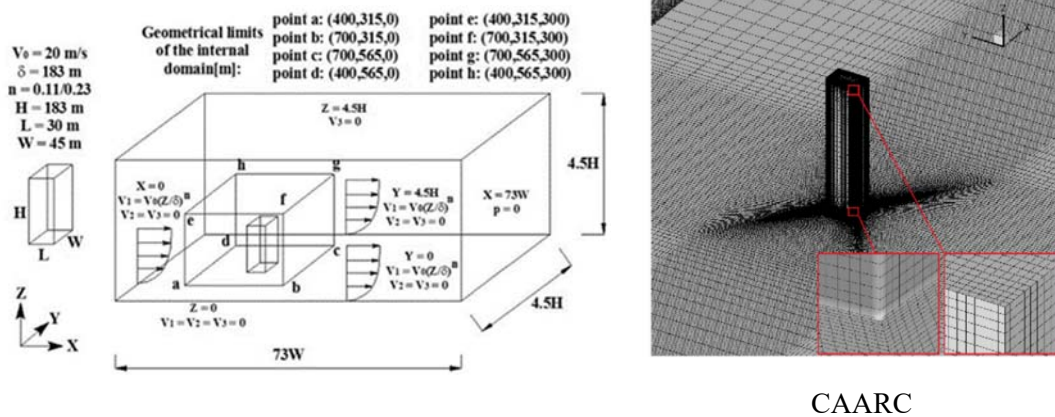 Geometrical limits
of the internal
domain[m]:
point a: (400,315,0)
point b: (700,315,0)
point c: (700,565,0)
point d: (400,565,0)
point e: (400,315,300)
point f: (700,315,300)
point g: (700,565,300)
point h: (400,565,300)
V₀ = 20 m/s
δ = 183 m
n = 0.11/0.23
H = 183 m
L = 30 m
W = 45 m
Z = 4.5H
V₃ = 0
4.5H
h
g
X = 0
V₁ = V₀(Z/δ)ⁿ
V₂ = V₃ = 0
f
Y = 4.5H
V₁ = V₀(Z/δ)ⁿ
V₂ = V₃ = 0
X = 73W
p = 0
e
H
W
L
d
c
Y = 0
V₁ = V₀(Z/δ)ⁿ
V₂ = V₃ = 0
a
b
4.5H
Z
Y
X
Z = 0
V₁ = V₂ = V₃ = 0
73W
Z
X
CAARC